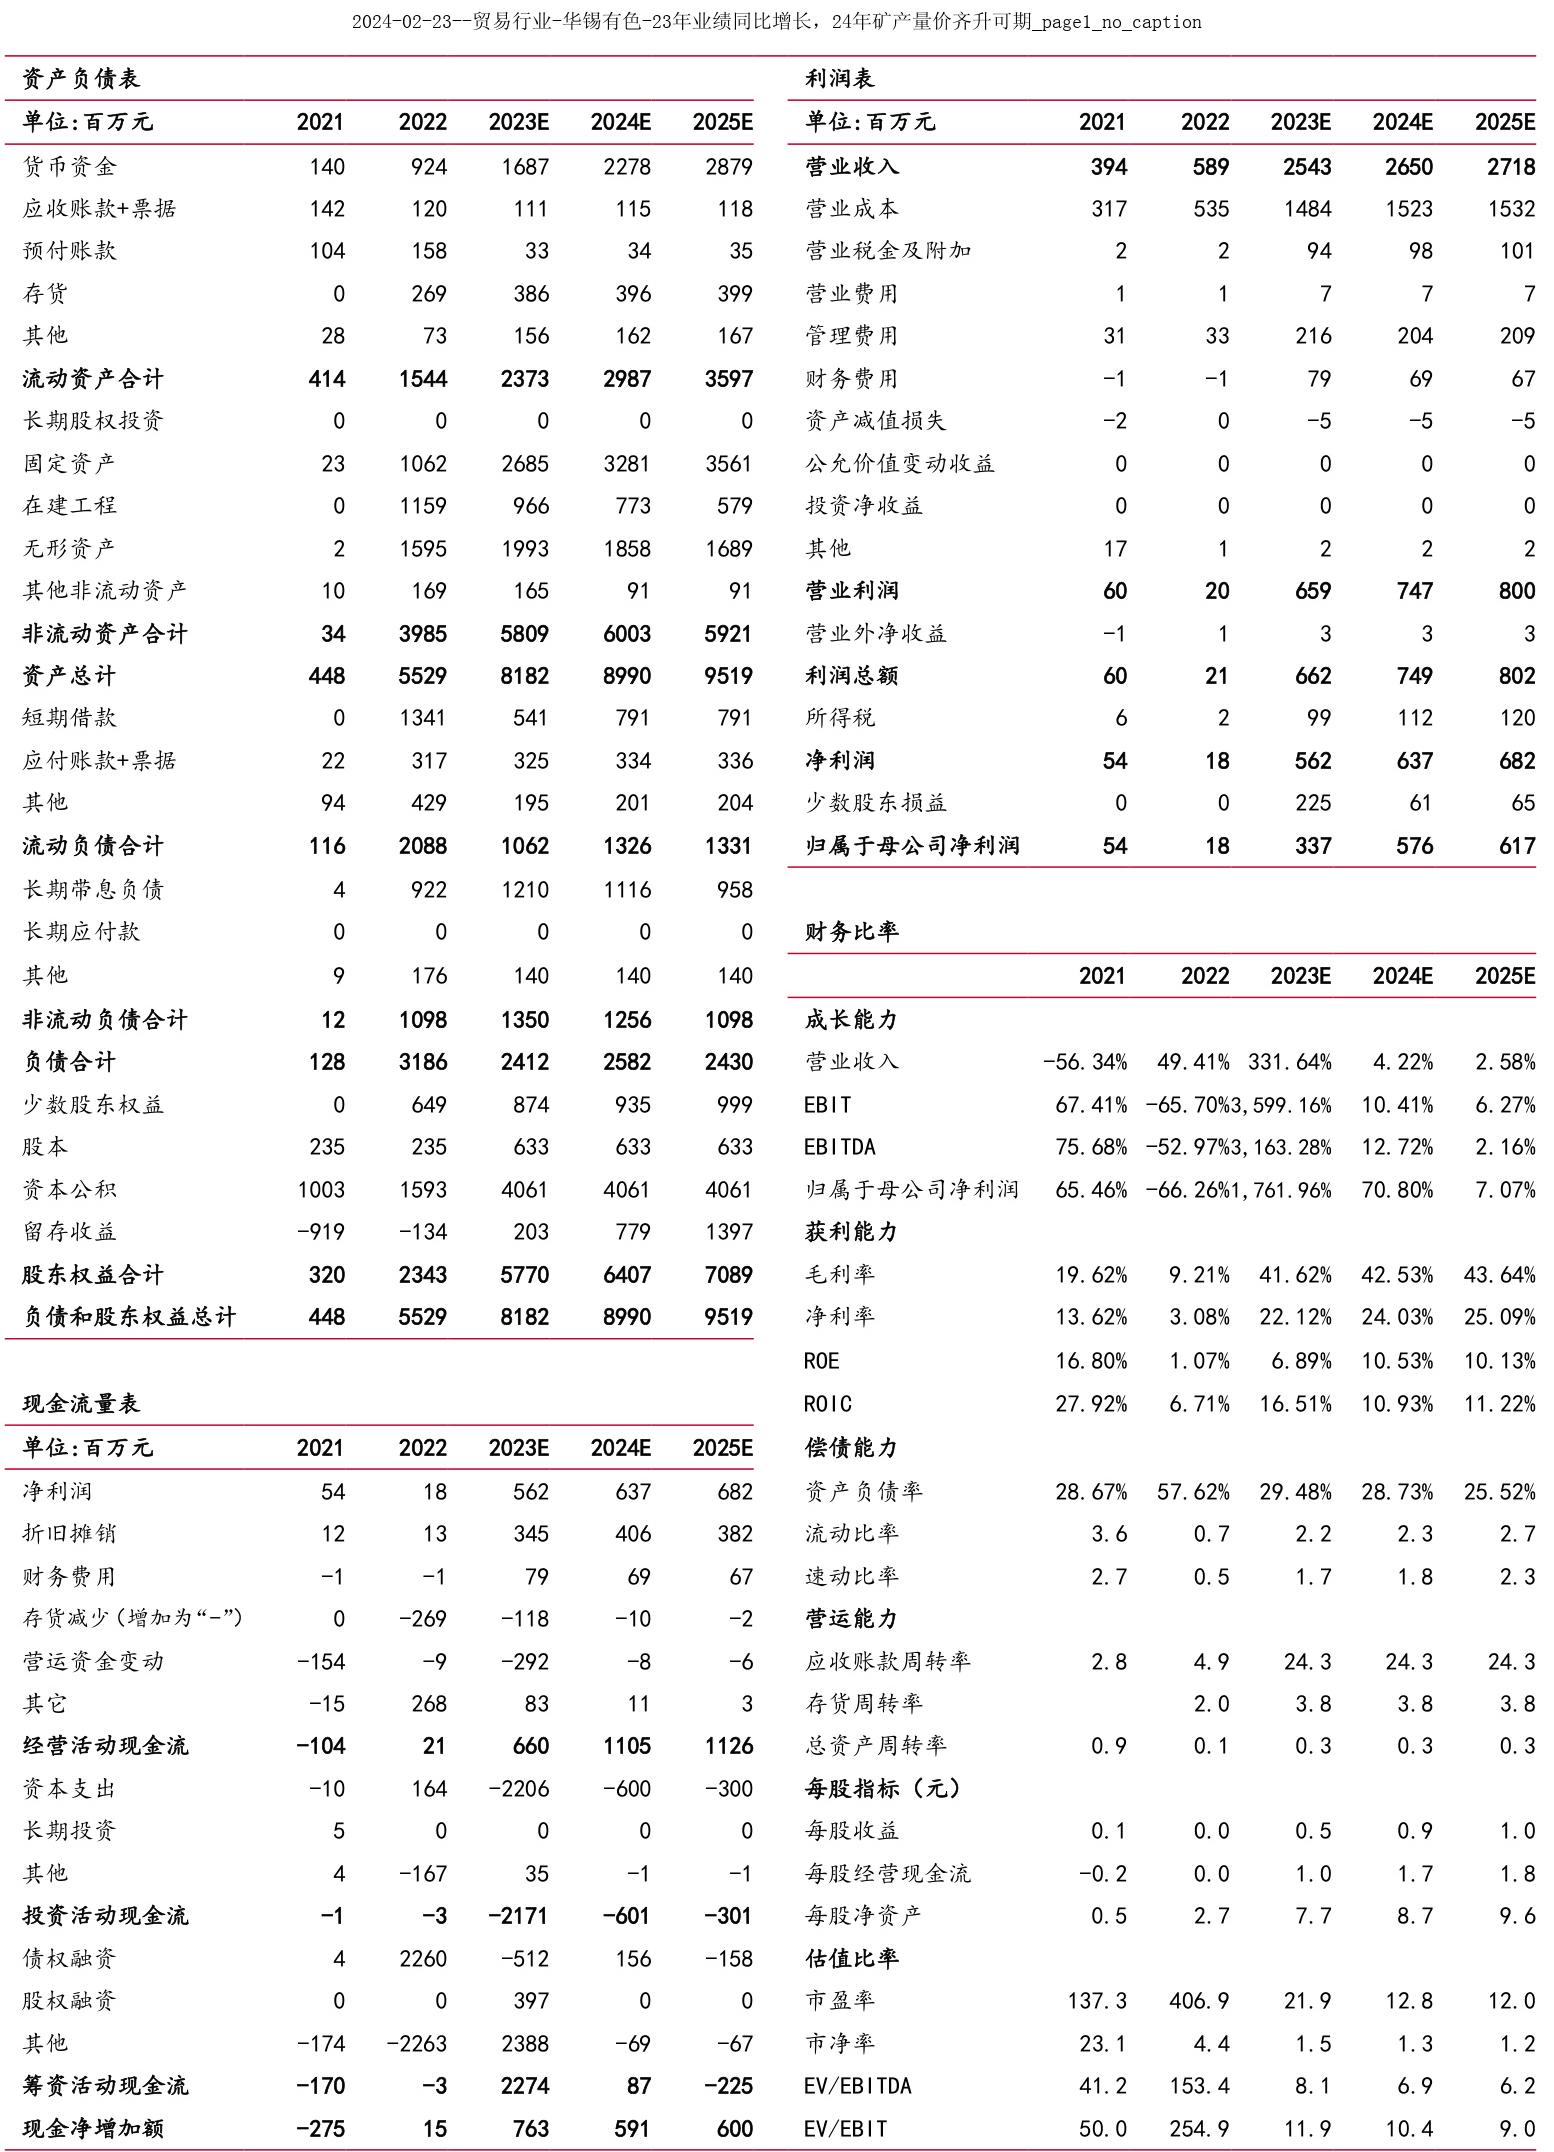 2024-02-23--贸易行业-华锡有色-23年业绩同比增长，24年矿产量价齐升可期_page1_no_caption
资产负债表
单位:百万元 2021 2022 2023E 2024E 2025E
货币资金 140 924 1687 2278 2879
应收账款+票据 142 120 111 115 118
预付账款 104 158 33 34 35
存货 0 269 386 396 399
其他 28 73 156 162 167
流动资产合计 414 1544 2373 2987 3597
长期股权投资 0 0 0 0 0
固定资产 23 1062 2685 3281 3561
在建工程 0 1159 966 773 579
无形资产 2 1595 1993 1858 1689
其他非流动资产 10 169 165 91 91
非流动资产合计 34 3985 5809 6003 5921
资产总计 448 5529 8182 8990 9519
短期借款 0 1341 541 791 791
应付账款+票据 22 317 325 334 336
其他 94 429 195 201 204
流动负债合计 116 2088 1062 1326 1331
长期带息负债 4 922 1210 1116 958
长期应付款 0 0 0 0 0
其他 9 176 140 140 140
非流动负债合计 12 1098 1350 1256 1098
负债合计 128 3186 2412 2582 2430
少数股东权益 0 649 874 935 999
股本 235 235 633 633 633
资本公积 1003 1593 4061 4061 4061
留存收益 -919 -134 203 779 1397
股东权益合计 320 2343 5770 6407 7089
负债和股东权益总计 448 5529 8182 8990 9519
现金流量表
单位:百万元 2021 2022 2023E 2024E 2025E
净利润 54 18 562 637 682
折旧摊销 12 13 345 406 382
财务费用 -1 -1 79 69 67
存货减少(增加为“-”) 0 -269 -118 -10 -2
营运资金变动 -154 -9 -292 -8 -6
其它 -15 268 83 11 3
经营活动现金流 -104 21 660 1105 1126
资本支出 -10 164 -2206 -600 -300
长期投资 5 0 0 0 0
其他 4 -167 35 -1 -1
投资活动现金流 -1 -3 -2171 -601 -301
债权融资 4 2260 -512 156 -158
股权融资 0 0 397 0 0
其他 -174 -2263 2388 -69 -67
筹资活动现金流 -170 -3 2274 87 -225
现金净增加额 -275 15 763 591 600
利润表
单位:百万元 2021 2022 2023E 2024E 2025E
营业收入 394 589 2543 2650 2718
营业成本 317 535 1484 1523 1532
营业税金及附加 2 2 94 98 101
营业费用 1 1 7 7 7
管理费用 31 33 216 204 209
财务费用 -1 -1 79 69 67
资产减值损失 -2 0 -5 -5 -5
公允价值变动收益 0 0 0 0 0
投资净收益 0 0 0 0 0
其他 17 1 2 2 2
营业利润 60 20 659 747 800
营业外净收益 -1 1 3 3 3
利润总额 60 21 662 749 802
所得税 6 2 99 112 120
净利润 54 18 562 637 682
少数股东损益 0 0 225 61 65
归属于母公司净利润 54 18 337 576 617
财务比率
2021 2022 2023E 2024E 2025E
成长能力
营业收入 -56.34% 49.41% 331.64% 4.22% 2.58%
EBIT 67.41% -65.70% 3,599.16% 10.41% 6.27%
EBITDA 75.68% -52.97% 3,163.28% 12.72% 2.16%
归属于母公司净利润 65.46% -66.26% 1,761.96% 70.80% 7.07%
获利能力
毛利率 19.62% 9.21% 41.62% 42.53% 43.64%
净利率 13.62% 3.08% 22.12% 24.03% 25.09%
ROE 16.80% 1.07% 6.89% 10.53% 10.13%
ROIC 27.92% 6.71% 16.51% 10.93% 11.22%
偿债能力
资产负债率 28.67% 57.62% 29.48% 28.73% 25.52%
流动比率 3.6 0.7 2.2 2.3 2.7
速动比率 2.7 0.5 1.7 1.8 2.3
营运能力
应收账款周转率 2.8 4.9 24.3 24.3 24.3
存货周转率 2.0 3.8 3.8 3.8
总资产周转率 0.9 0.1 0.3 0.3 0.3
每股指标（元）
每股收益 0.1 0.0 0.5 0.9 1.0
每股经营现金流 -0.2 0.0 1.0 1.7 1.8
每股净资产 0.5 2.7 7.7 8.7 9.6
估值比率
市盈率 137.3 406.9 21.9 12.8 12.0
市净率 23.1 4.4 1.5 1.3 1.2
EV/EBITDA 41.2 153.4 8.1 6.9 6.2
EV/EBIT 50.0 254.9 11.9 10.4 9.0